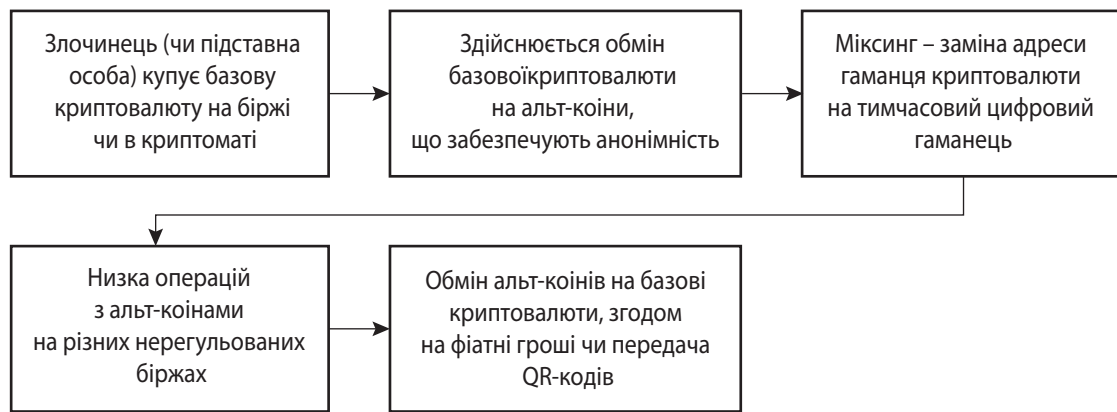 Злочинець (чи підставна
особа) купує базову
криптовалюту на біржі
чи в криптоматі
Здійснюється обмін
базовоїкриптовалюти
на альт-коіни,
що забезпечують анонімність
Міксинг – заміна адреси
гаманця криптовалюти
на тимчасовий цифровий
гаманець
Низка операцій
з альт-коінами
на різних нерегульованих
біржах
Обмін альт-коінів на базові
криптовалюти, згодом
на фіатні гроші чи передача
QR-кодів